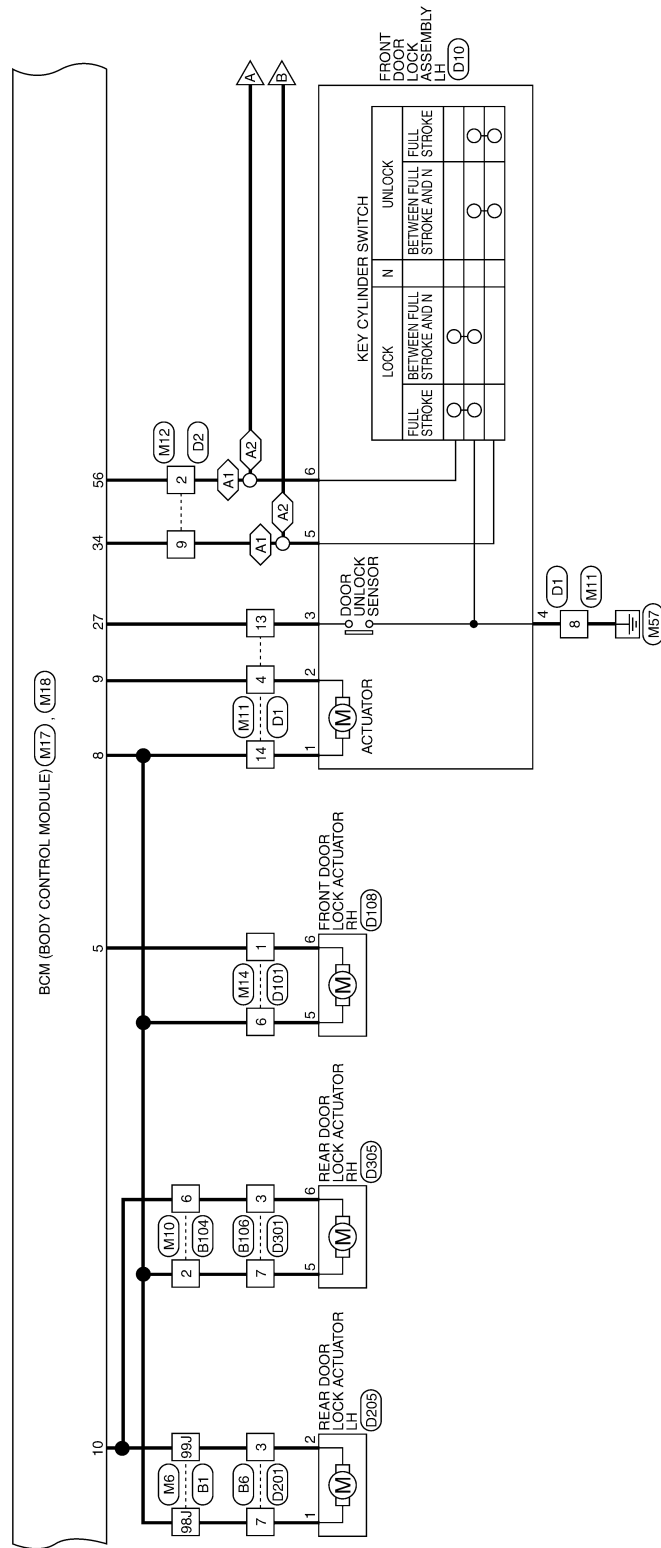 BCM (BODY CONTROL MODULE) M17 , M18
10
5
8
9
27
34
56
M6
M10
M12
98J
99J
2
6
9
2
B1
B104
D2
A1
A1
A2
A2
A
B
B6
B106
M14
M11
7
3
7
3
6
1
14
4
13
D201
D301
D101
D1
1
2
5
6
5
6
1
2
3
5
6
REAR DOOR
LOCK ACTUATOR
LH
D205
M
REAR DOOR
LOCK ACTUATOR
RH
D305
M
FRONT DOOR
LOCK ACTUATOR
RH
D108
M
FRONT
DOOR
LOCK
ASSEMBLY
LH
D10
M
ACTUATOR
DOOR
UNLOCK
SENSOR
KEY CYLINDER SWITCH
LOCK
N
UNLOCK
FULL
STROKE
BETWEEN FULL
STROKE AND N
BETWEEN FULL
STROKE AND N
FULL
STROKE
4
D1
8
M11
M57